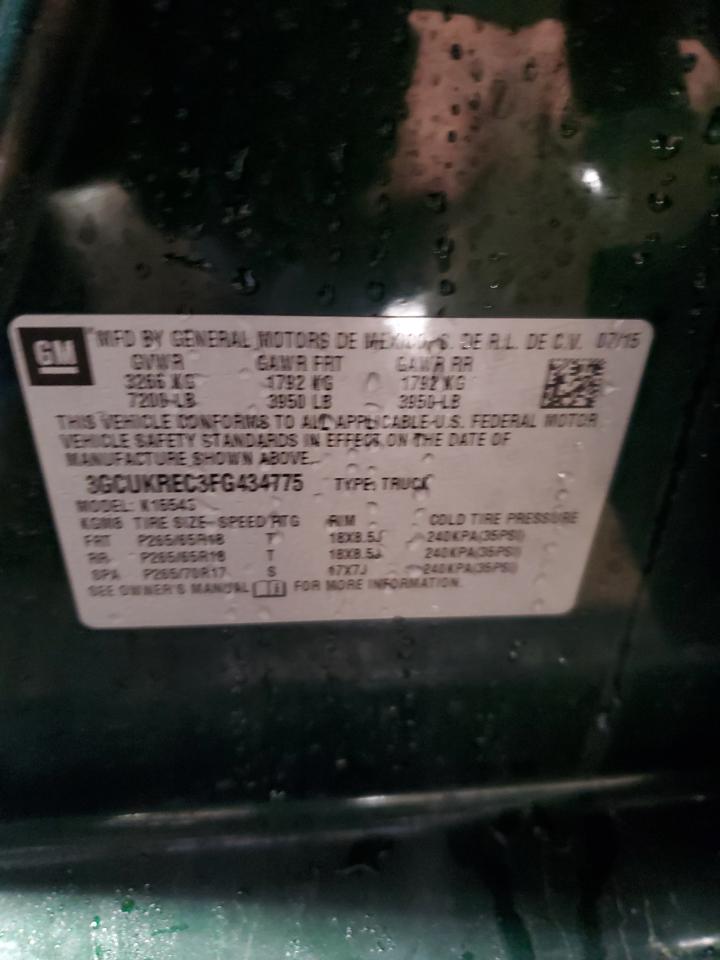 GM
MFD BY GENERAL MOTORS DE MEXICO, S. DE R.L. DE C.V. 07/15
GVWR GAWR FRT GAWR RR
3266 KG 1792 KG 1792 KG
7200 LB 3950 LB 3950 LB
THIS VEHICLE CONFORMS TO ALL APPLICABLE U.S. FEDERAL MOTOR
VEHICLE SAFETY STANDARDS IN EFFECT ON THE DATE OF
MANUFACTURE SHOWN ABOVE.
3GCUKREC3FG434775 TYPE: TRUCK
MODEL: K15543
TIRE SIZE SPEED RTG RIM COLD TIRE PRESSURE
FRT P265/65R18 T 18X8.5J 240KPA(35PSI)
RR P265/65R18 T 18X8.5J 240KPA(35PSI)
SPA P265/70R17 S 17X7J 240KPA(35PSI)
SEE OWNER'S MANUAL FOR MORE INFORMATION.